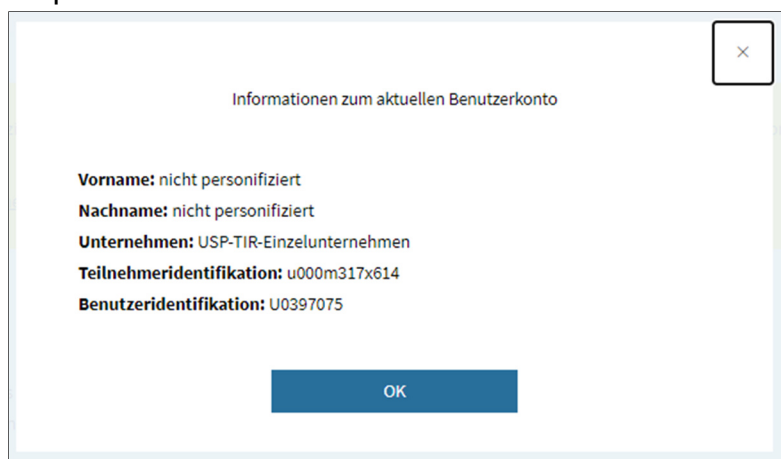 ×
Informationen zum aktuellen Benutzerkonto
Vorname: nicht personifiziert
Nachname: nicht personifiziert
Unternehmen: USP-TIR-Einzelunternehmen
Teilnehmeridentifikation: u000m317x614
Benutzeridentifikation: U0397075
OK